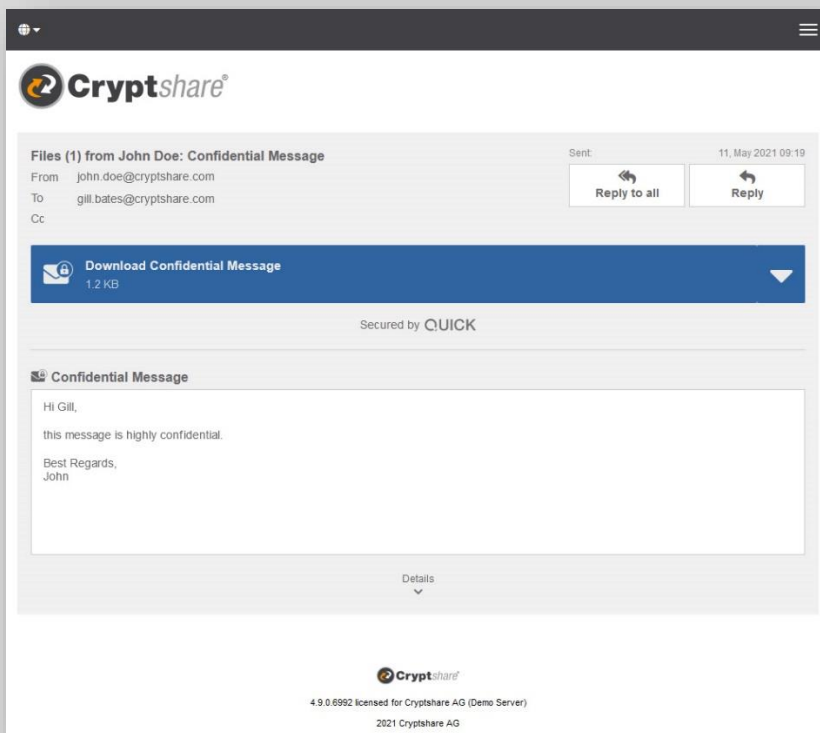 Cryptshare®
Files (1) from John Doe: Confidential Message
Sent: 11, May 2021 09:19
From john.doe@cryptshare.com
To gill.bates@cryptshare.com
Cc
Reply to all
Reply
Download Confidential Message
1.2 KB
Secured by QUICK
Confidential Message
Hi Gill,
this message is highly confidential.
Best Regards,
John
Details
Cryptshare®
4.9.0.6992 licensed for Cryptshare AG (Demo Server)
2021 Cryptshare AG